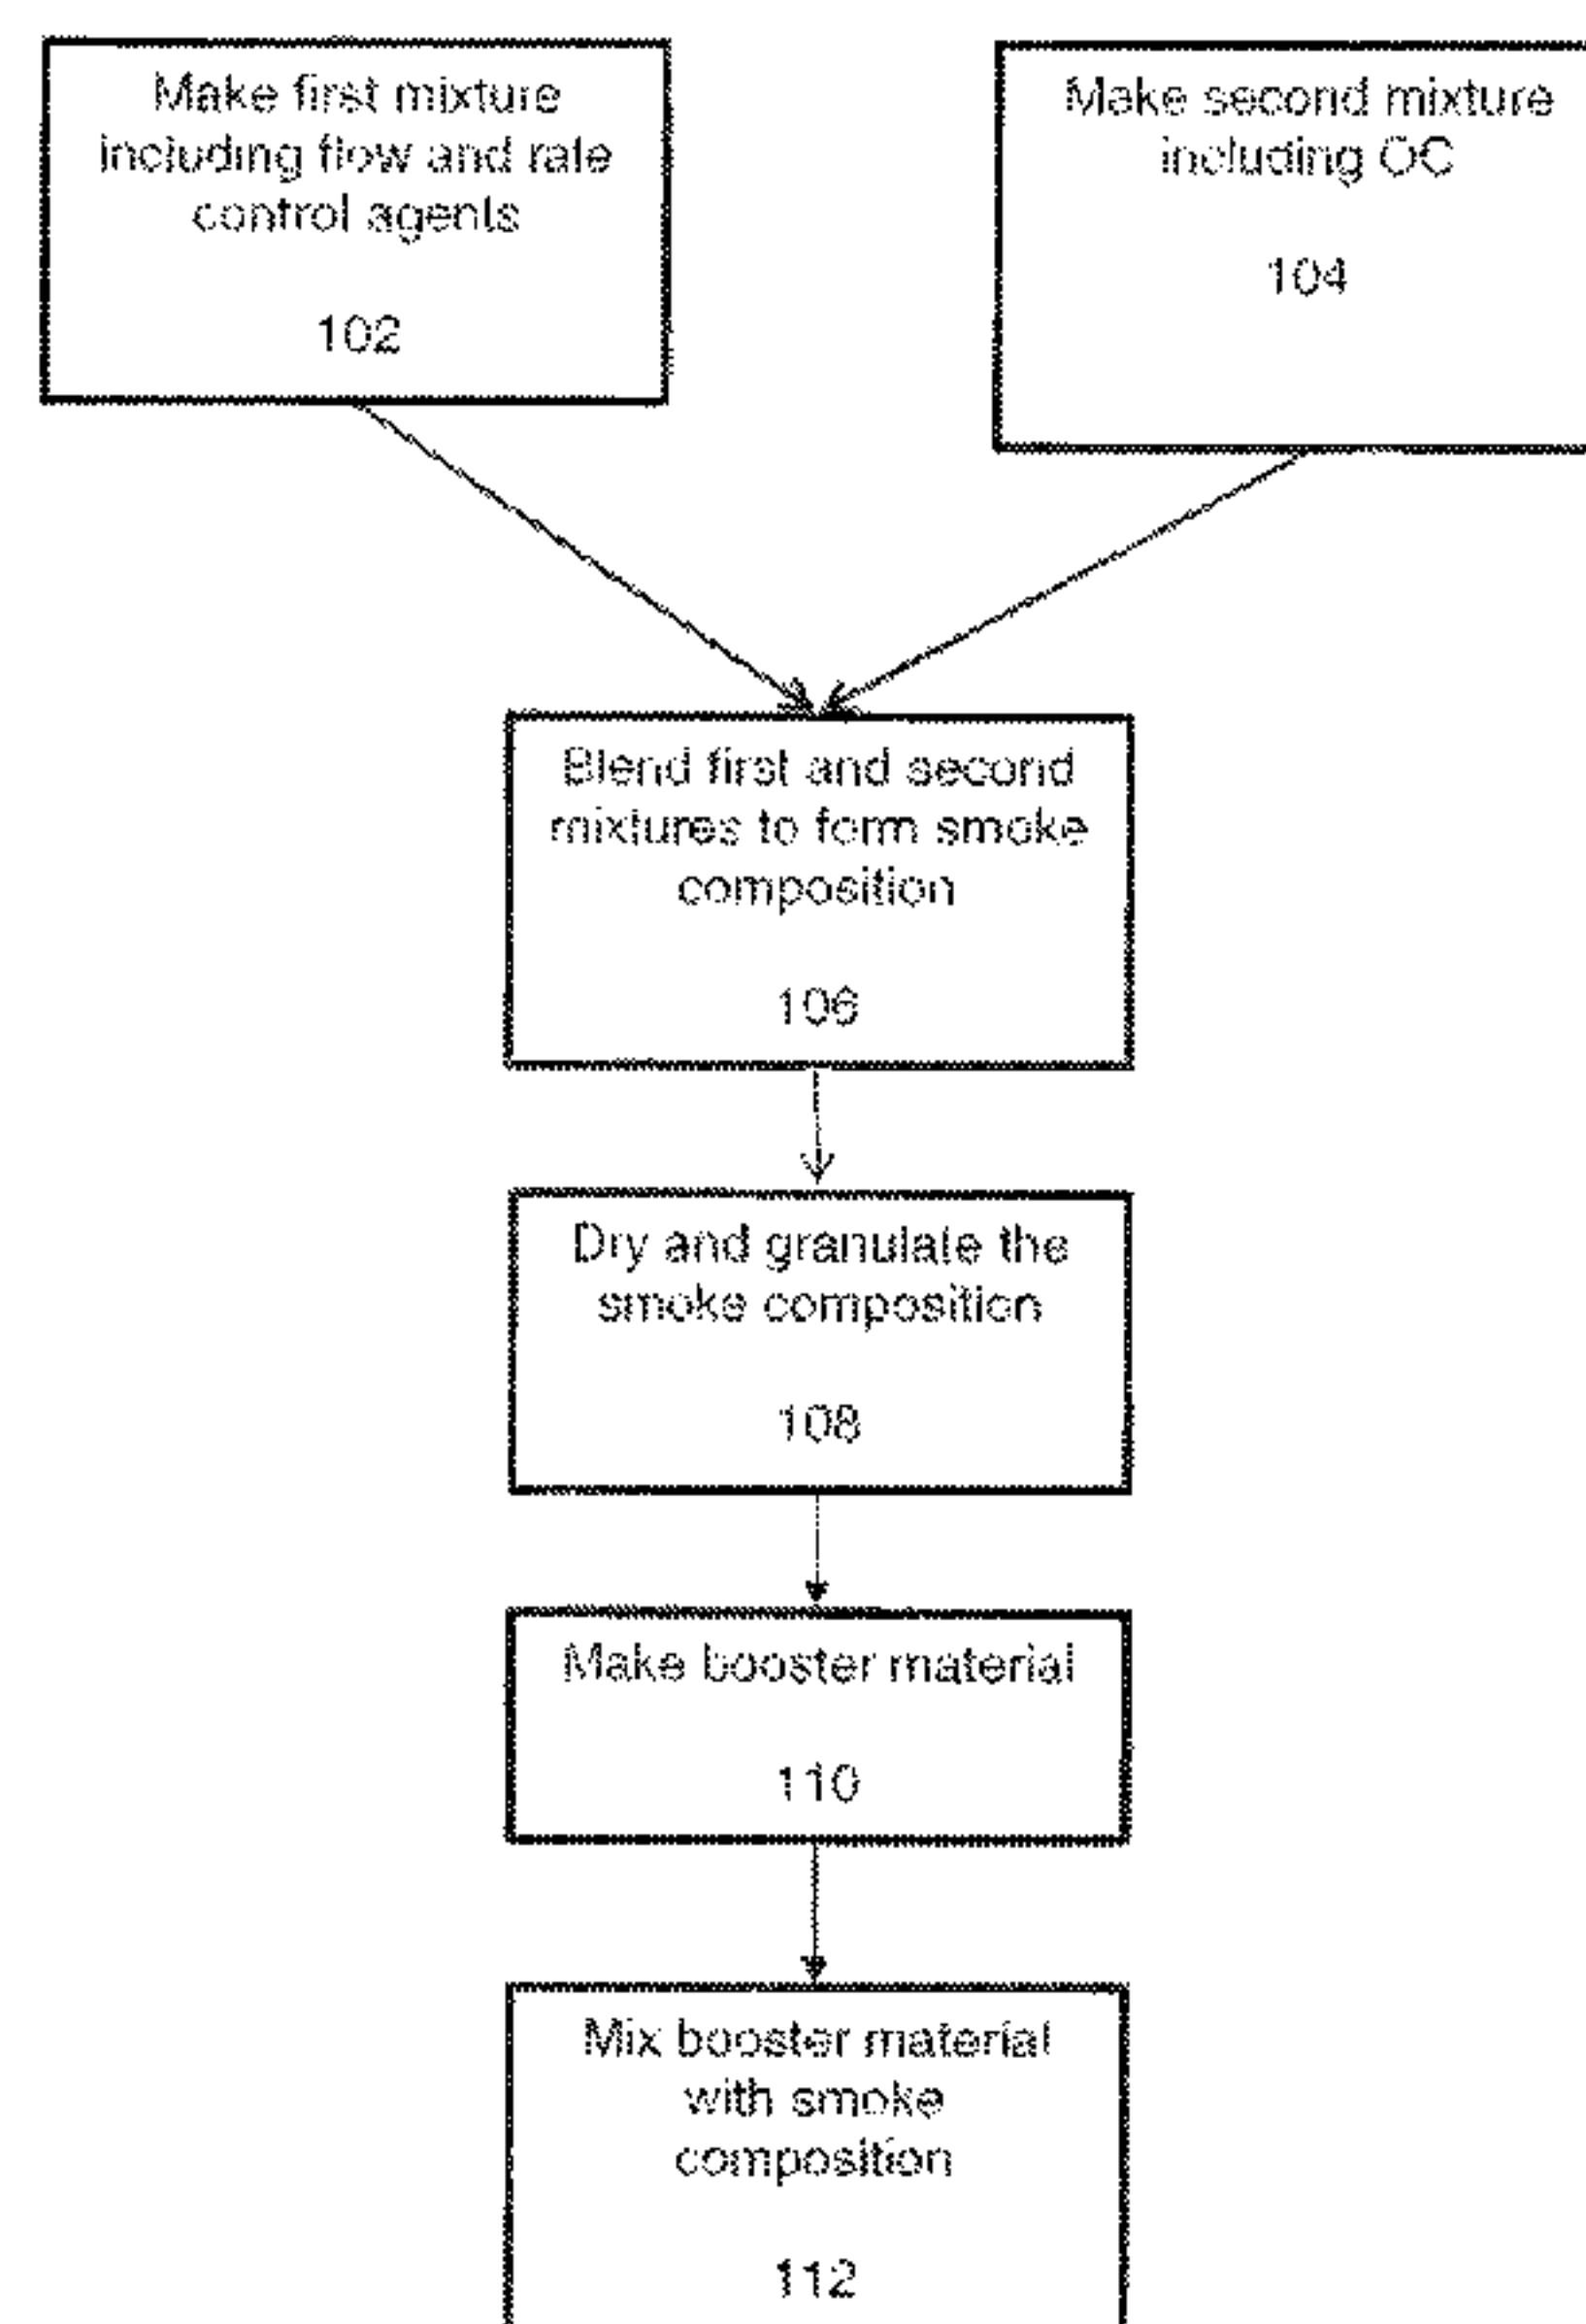 Make first mixture
including flow and rate
control agents
102
Make second mixture
including OC
104
Blend first and second
mixtures to form smoke
composition
106
Dry and granulate the
smoke composition
108
Make booster material
110
Mix booster material
with smoke
composition
112